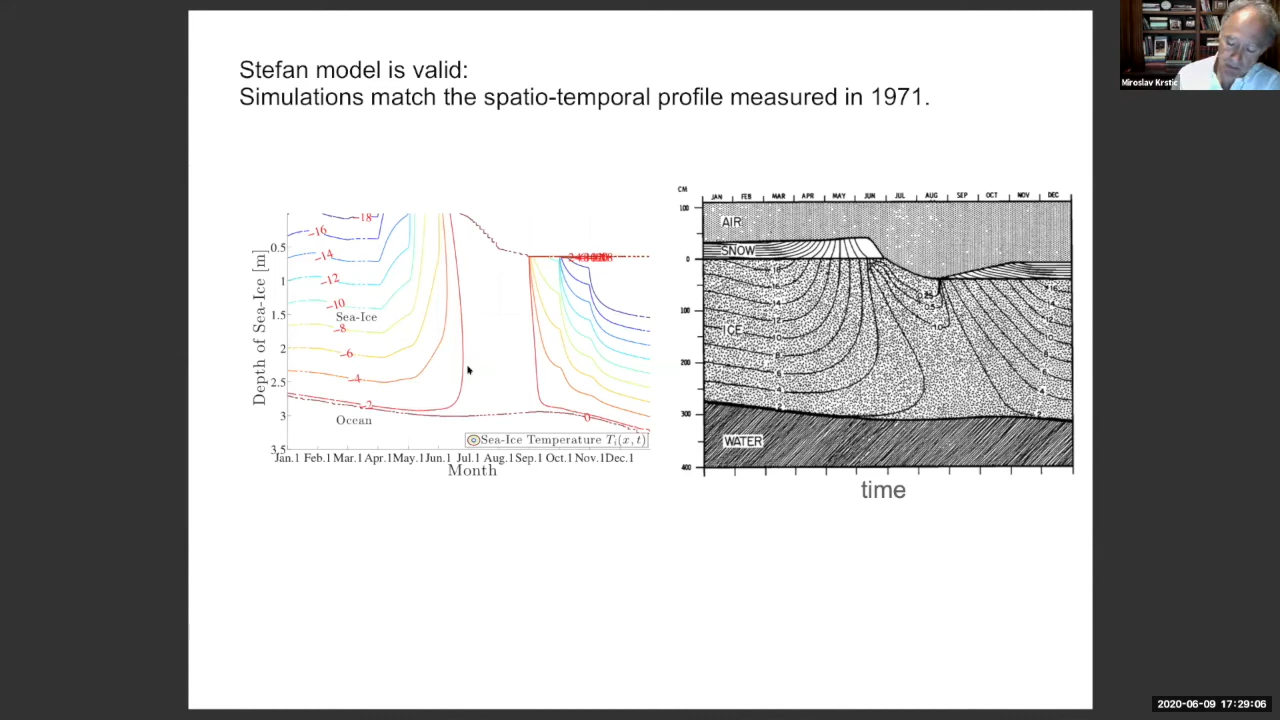 Stefan model is valid:
Simulations match the spatio-temporal profile measured in 1971.
Miroslav Krstic
Depth of Sea-Ice [m]
0.5
1
1.5
2
2.5
3
3.5
-18
-16
-14
-12
-10
-8
-6
-4
-2
0
Sea-Ice
Ocean
Sea-Ice Temperature Tᵢ(x, t)
Jan.1 Feb.1 Mar.1 Apr.1 May.1 Jun.1 Jul.1 Aug.1 Sep.1 Oct.1 Nov.1 Dec.1
Month
CM
JAN FEB MAR APR MAY JUN JUL AUG SEP OCT NOV DEC
100
0
100
200
300
400
AIR
SNOW
ICE
WATER
time
2020-06-09 17:29:06